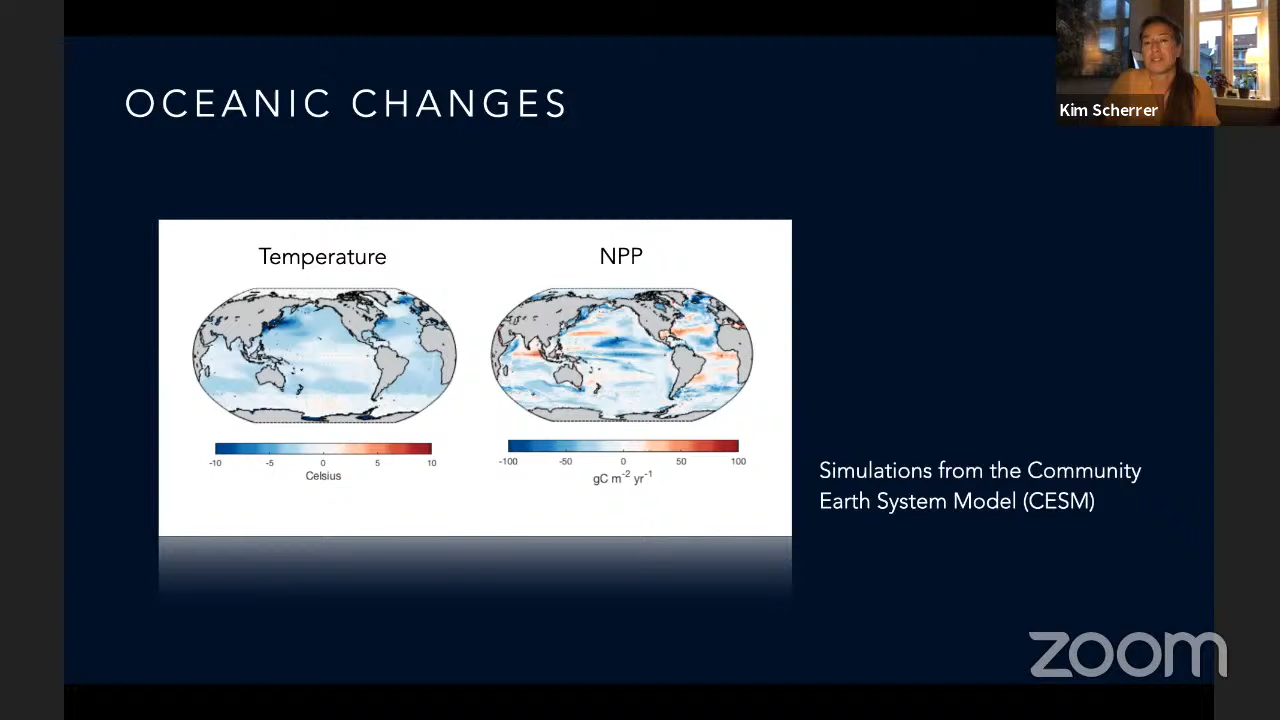 OCEANIC CHANGES
Kim Scherrer
Temperature
NPP
-10 -5 0 5 10
Celsius
-100 -50 0 50 100
gC m-2 yr-1
Simulations from the Community
Earth System Model (CESM)
zoom